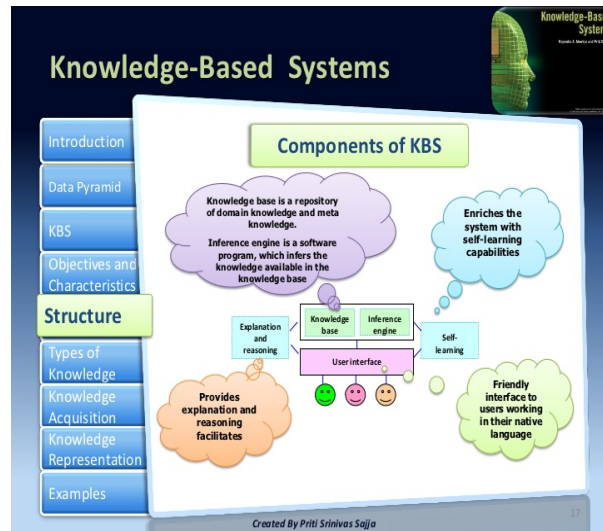 Knowledge-Based
System
Knowledge-Based Systems
Introduction
Data Pyramid
KBS
Objectives and
Characteristics
Structure
Types of
Knowledge
Knowledge
Acquisition
Knowledge
Representation
Examples
Components of KBS
Knowledge base is a repository
of domain knowledge and meta
knowledge.
Inference engine is a software
program, which infers the
knowledge available in the
knowledge base
Enriches the
system with
self-learning
capabilities
Explanation
and
reasoning
Knowledge
base
Inference
engine
Self-
learning
User interface
Provides
explanation and
reasoning
facilitates
Friendly
interface to
users working
in their native
language
17
Created By Priti Srinivas Sajja